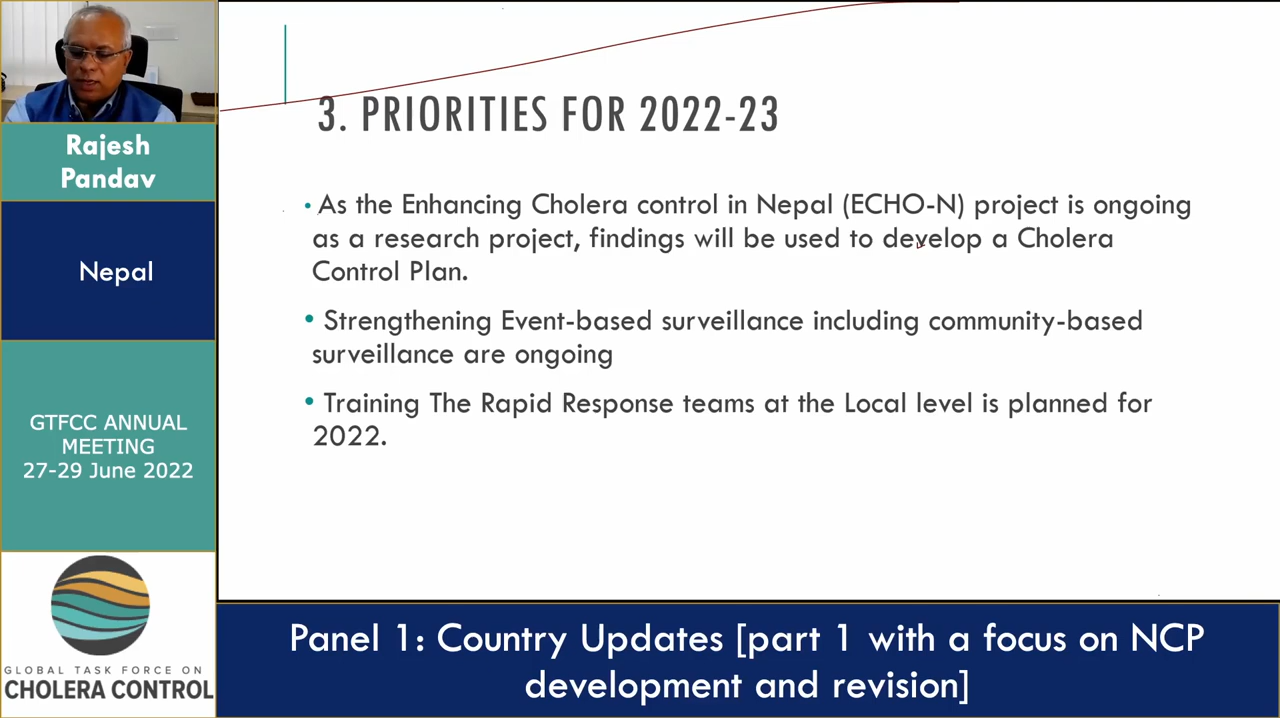 Rajesh
Pandav
Nepal
GTFCC ANNUAL
MEETING
27-29 June 2022
GLOBAL TASK FORCE ON
CHOLERA CONTROL
3. PRIORITIES FOR 2022-23
• As the Enhancing Cholera control in Nepal (ECHO-N) project is ongoing
as a research project, findings will be used to develop a Cholera
Control Plan.
• Strengthening Event-based surveillance including community-based
surveillance are ongoing
• Training The Rapid Response teams at the Local level is planned for
2022.
Panel 1: Country Updates [part 1 with a focus on NCP
development and revision]